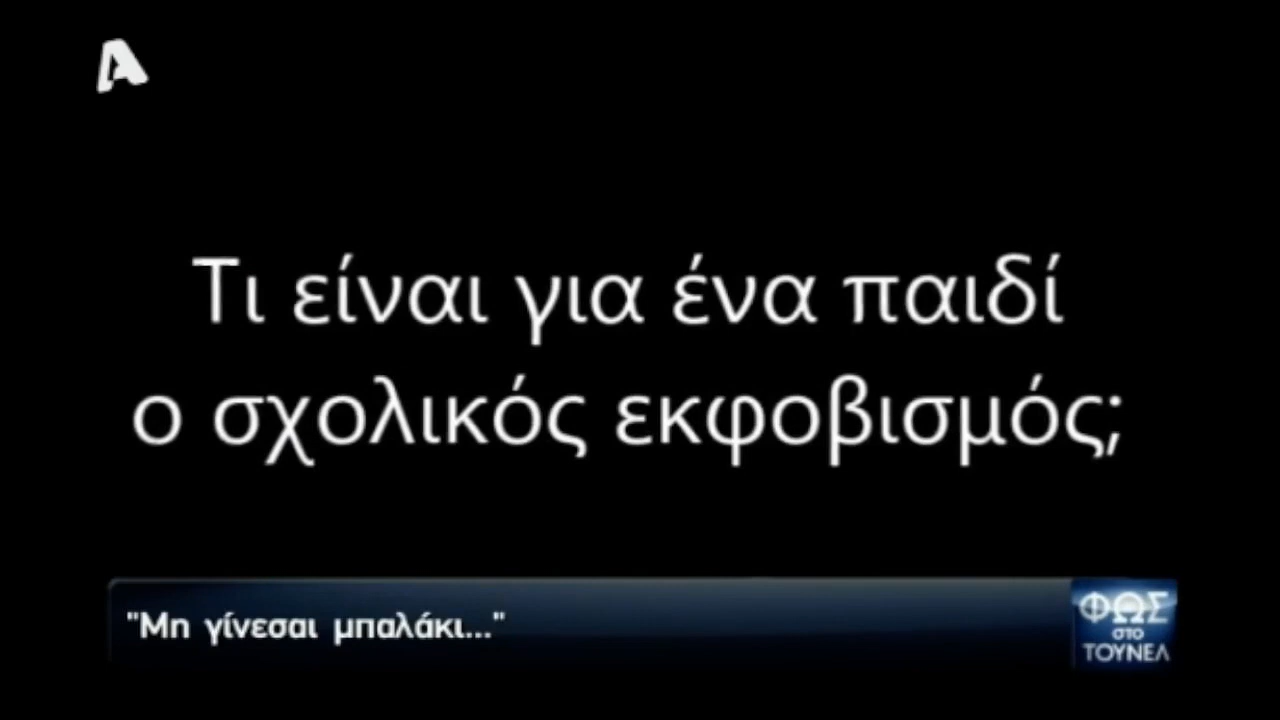 Τι είναι για ένα παιδί
ο σχολικός εκφοβισμός;
"Μη γίνεσαι μπαλάκι..."
ΦΩΣ
στο
ΤΟΥΝΕΛ